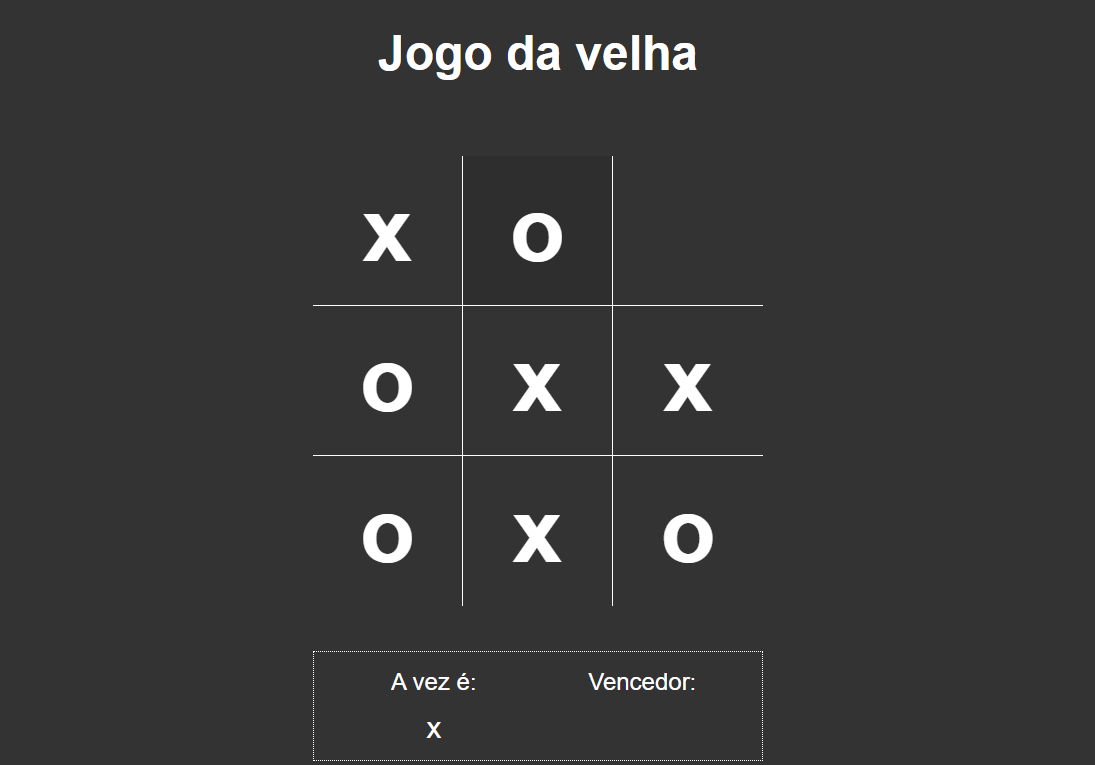 Jogo da velha
x o
o x x
o x o
A vez é: Vencedor:
x